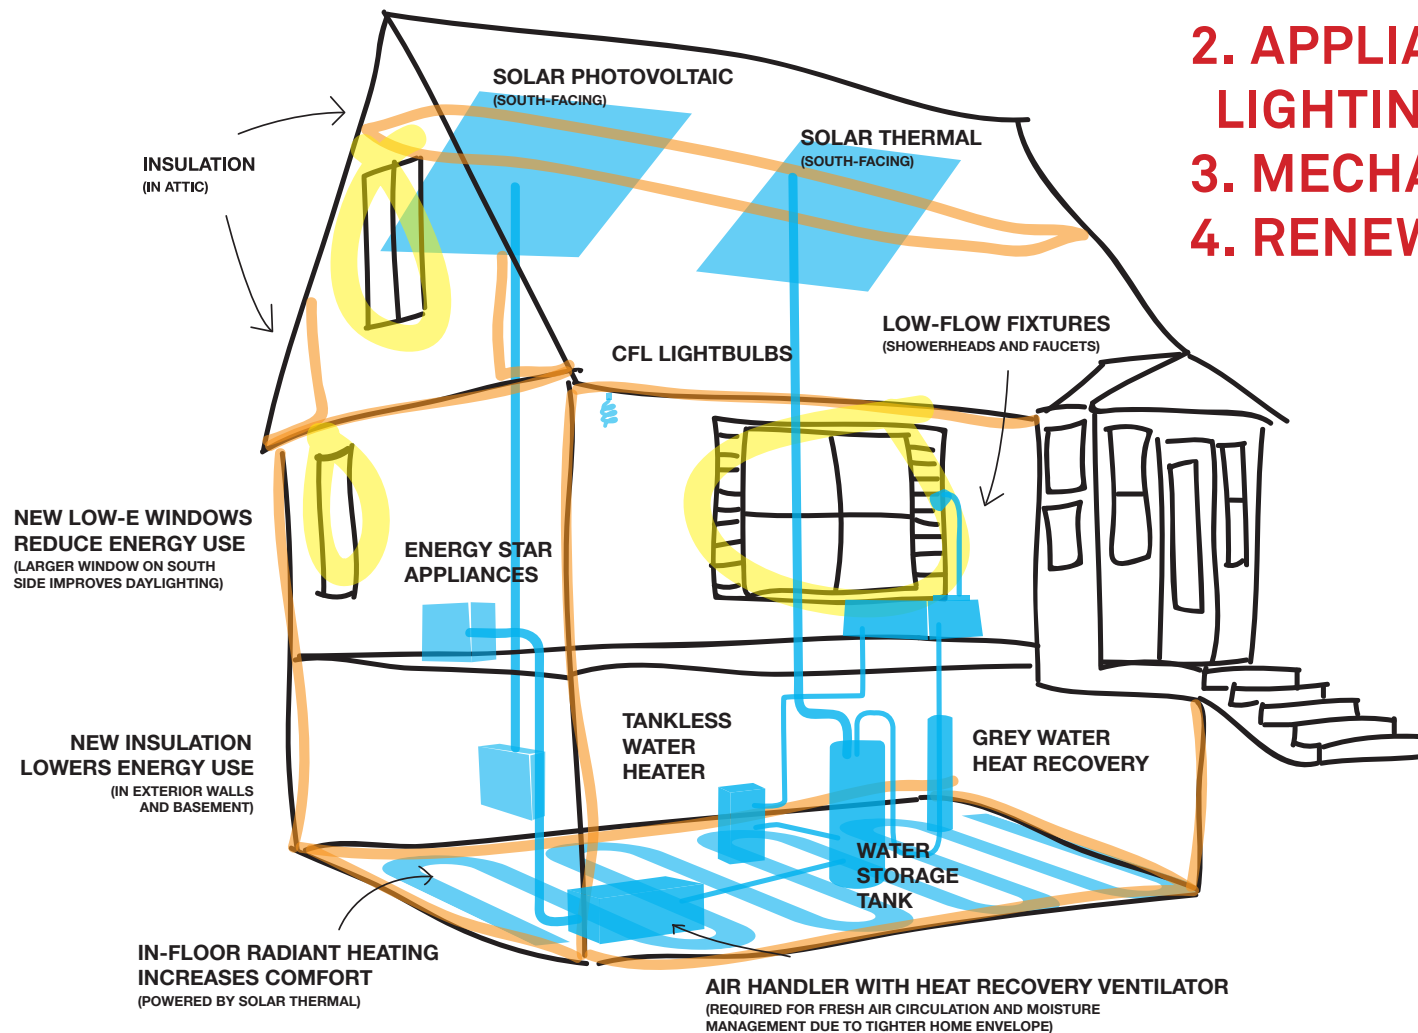 2. APPLIA
LIGHTIN
3. MECHA
4. RENEW
SOLAR PHOTOVOLTAIC
(SOUTH-FACING)
SOLAR THERMAL
(SOUTH-FACING)
INSULATION
(IN ATTIC)
LOW-FLOW FIXTURES
(SHOWERHEADS AND FAUCETS)
CFL LIGHTBULBS
NEW LOW-E WINDOWS
REDUCE ENERGY USE
(LARGER WINDOW ON SOUTH
SIDE IMPROVES DAYLIGHTING)
ENERGY STAR
APPLIANCES
NEW INSULATION
LOWERS ENERGY USE
(IN EXTERIOR WALLS
AND BASEMENT)
TANKLESS
WATER
HEATER
GREY WATER
HEAT RECOVERY
WATER
STORAGE
TANK
IN-FLOOR RADIANT HEATING
INCREASES COMFORT
(POWERED BY SOLAR THERMAL)
AIR HANDLER WITH HEAT RECOVERY VENTILATOR
(REQUIRED FOR FRESH AIR CIRCULATION AND MOISTURE
MANAGEMENT DUE TO TIGHTER HOME ENVELOPE)